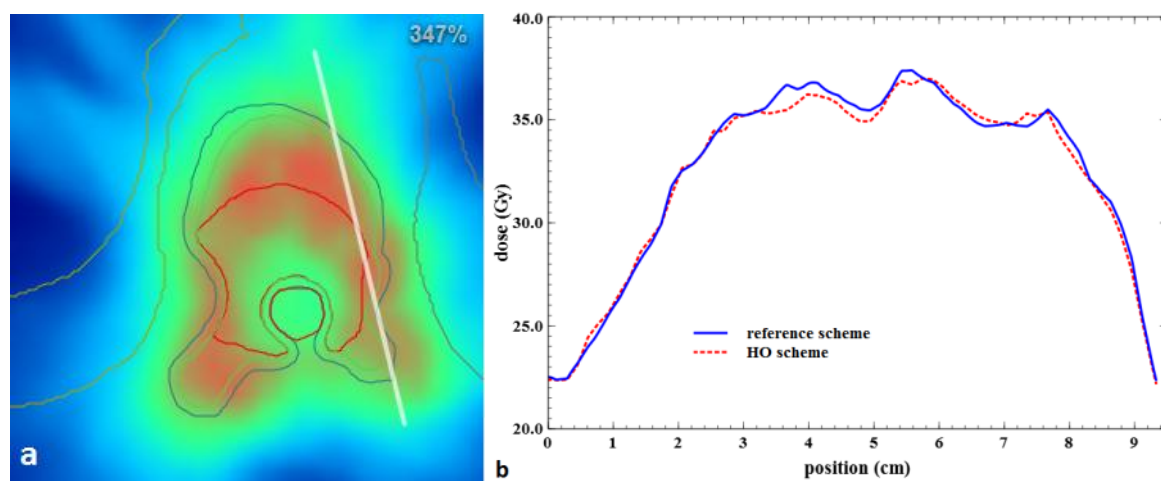 347%
a
40.0
35.0
30.0
25.0
20.0
dose (Gy)
reference scheme
HO scheme
0 1 2 3 4 5 6 7 8 9
position (cm)
b